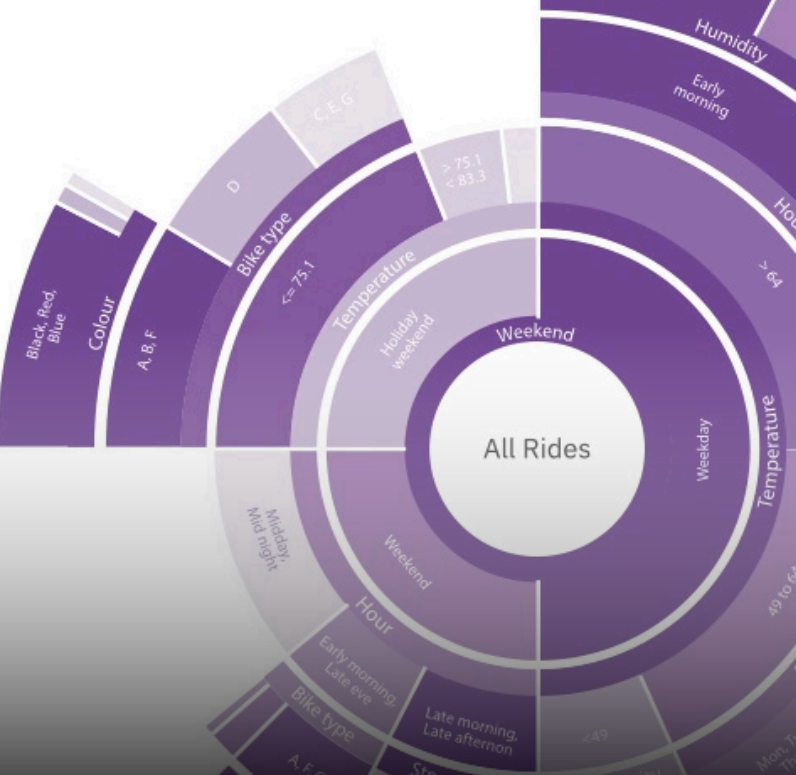 Humidity
Early
morning
C, E, G
> 75.1
< 83.3
D
Bike type
<= 75.1
Temperature
Holiday
weekend
Weekend
> 64
Black, Red,
Blue
Colour
A, B, F
All Rides
Weekday
Temperature
Midday,
Mid night
Weekend
Hour
49 to 64
Early morning,
Late eve
Bike type
Late morning,
Late afternon
<49